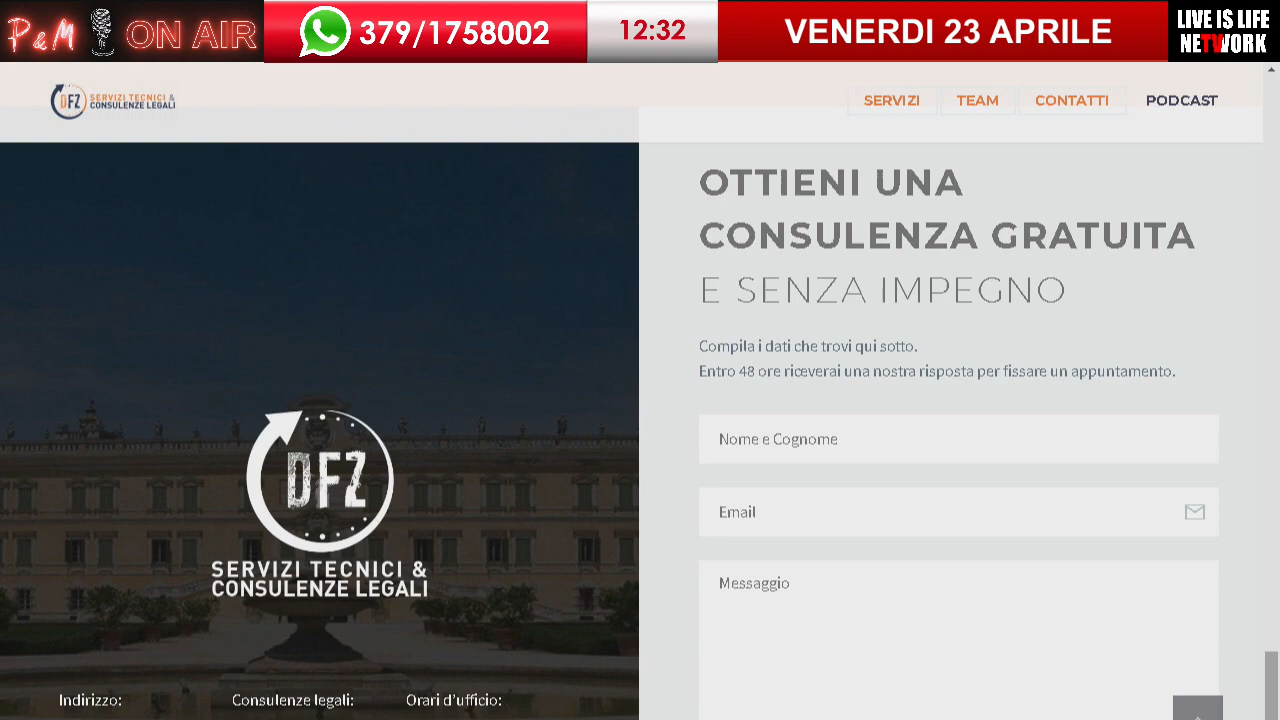 P&M ON AIR
379/1758002
12:32
VENERDI 23 APRILE
LIVE IS LIFE
NETWORK
DFZ SERVIZI TECNICI &
CONSULENZE LEGALI
SERVIZI
TEAM
CONTATTI
PODCAST
OTTIENI UNA
CONSULENZA GRATUITA
E SENZA IMPEGNO
Compila i dati che trovi qui sotto.
Entro 48 ore riceverai una nostra risposta per fissare un appuntamento.
Nome e Cognome
Email
Messaggio
DFZ
SERVIZI TECNICI &
CONSULENZE LEGALI
Indirizzo:
Consulenze legali:
Orari d’ufficio: